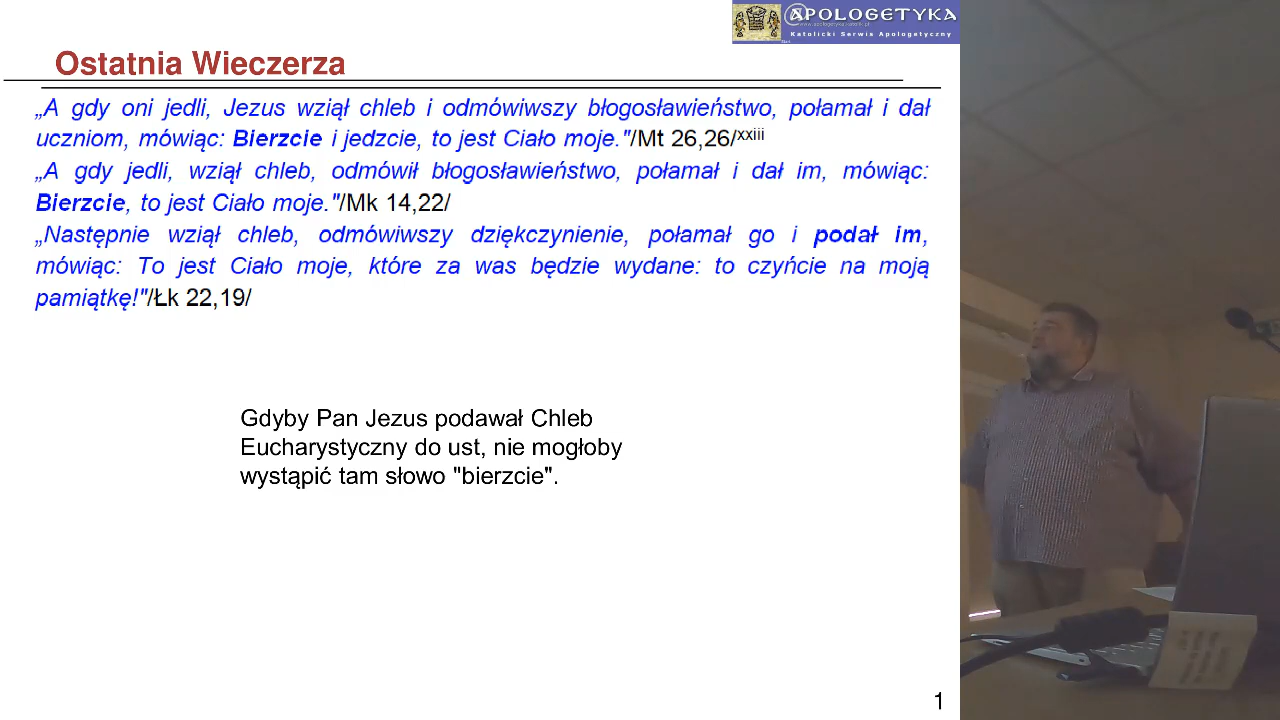 @POLOGETYKA
www.apologetyka.katolik.pl
Katolicki Serwis Apologetyczny
Ostatnia Wieczerza
„A gdy oni jedli, Jezus wziął chleb i odmówiwszy błogosławieństwo, połamał i dał
uczniom, mówiąc: Bierzcie i jedzcie, to jest Ciało moje."/Mt 26,26/xxiii
„A gdy jedli, wziął chleb, odmówił błogosławieństwo, połamał i dał im, mówiąc:
Bierzcie, to jest Ciało moje."/Mk 14,22/
„Następnie wziął chleb, odmówiwszy dziękczynienie, połamał go i podał im,
mówiąc: To jest Ciało moje, które za was będzie wydane: to czyńcie na moją
pamiątkę!"/Łk 22,19/
Gdyby Pan Jezus podawał Chleb
Eucharystyczny do ust, nie mogłoby
wystąpić tam słowo "bierzcie".
1